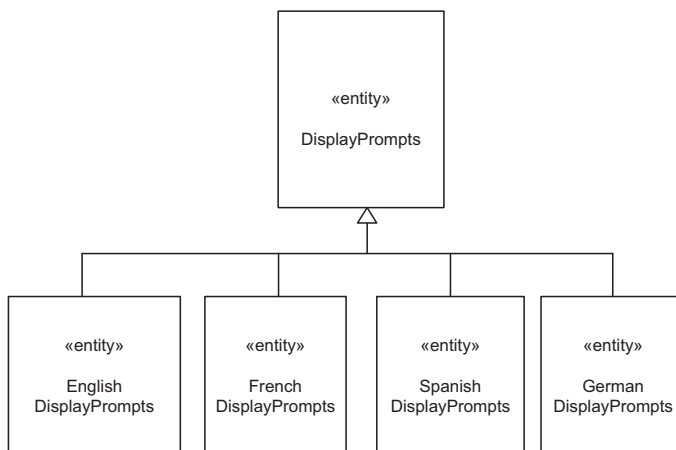 «entity»
DisplayPrompts
«entity»
English
DisplayPrompts
«entity»
French
DisplayPrompts
«entity»
Spanish
DisplayPrompts
«entity»
German
DisplayPrompts